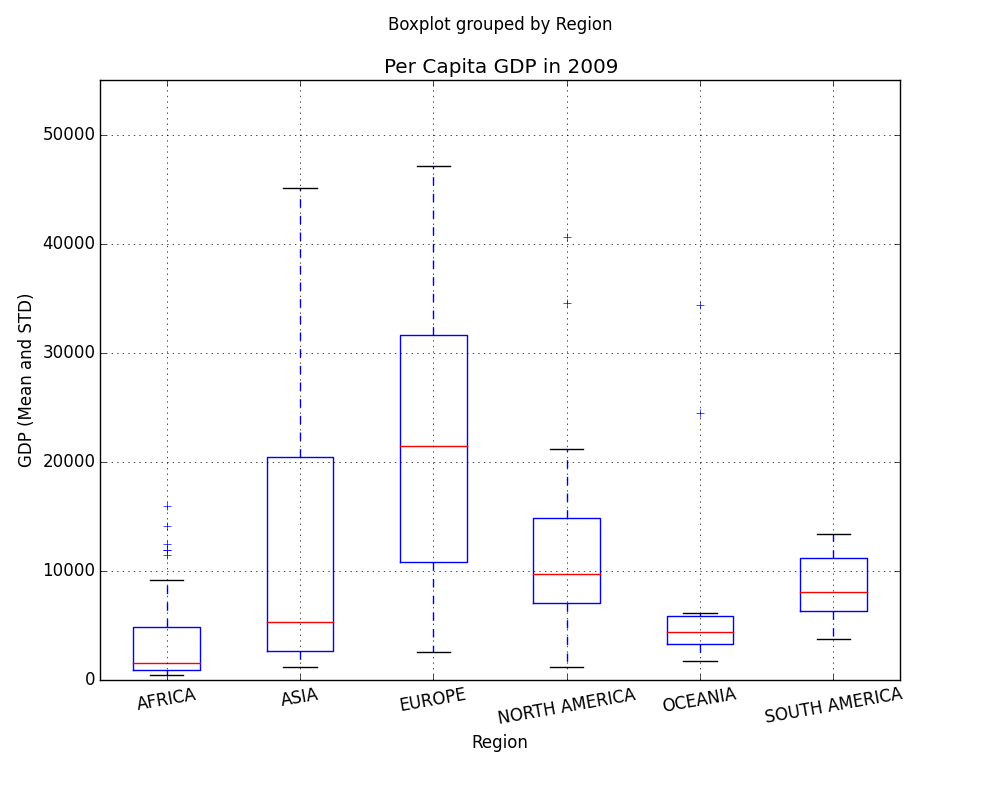 Boxplot grouped by Region
Per Capita GDP in 2009
GDP (Mean and STD)
50000
40000
30000
20000
10000
0
AFRICA
ASIA
EUROPE
NORTH AMERICA
OCEANIA
SOUTH AMERICA
Region